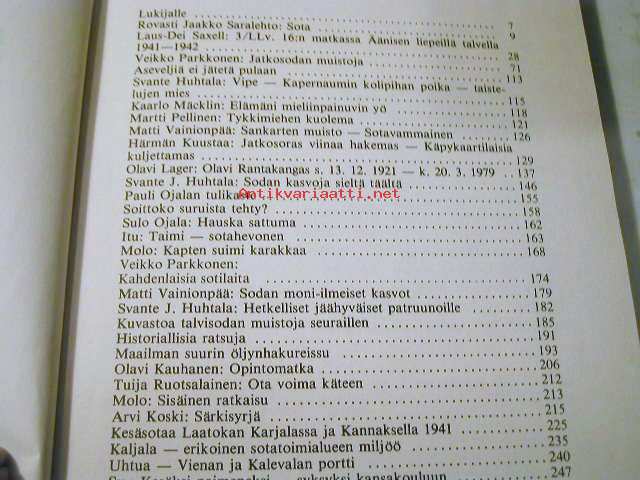 Lukijalle
Rovasti Jaakko Saralehto: Sota 7
Laus-Dei Saxell: 3/LLv. 16:n matkassa Äänisen liepeillä talvella 9
1941—1942
Veikko Parkkonen: Jatkosodan muistoja 28
Aseveljiä ei jätetä pulaan 71
Svante Huhtala: Vipe — Kapernaumin kolipihan poika — taiste- 113
lujen mies
Kaarlo Mäcklin: Elämäni mieliinpainuvin yö 115
Martti Pellinen: Tykkimiehen kuolema 118
Matti Vainionpää: Sankarten muisto — Sotavammainen 121
Härmän Kuustaa: Jatkosoras viinaa hakemas — Käpykaartilaisia 126
kuljettamas 129
Olavi Lager: Olavi Rantakangas s. 13. 12. 1921 — k. 20. 3. 1979 137
Svante J. Huhtala: Sodan kasvoja sieltä täältä 146
Pauli Ojalan tulikaste 155
Antikvariaatti.net
Soittoko suruista tehty? 158
Sulo Ojala: Hauska sattuma 162
Itu: Taimi — sotahevonen 163
Molo: Kapten suimi karakkaa 168
Veikko Parkkonen:
Kahdenlaisia sotilaita 174
Matti Vainionpää: Sodan moni-ilmeiset kasvot 179
Svante J. Huhtala: Hetkelliset jäähyväiset patruunoille 182
Kuvastoa talvisodan muistoja seuraillen 185
Historiallisia ratsuja 191
Maailman suurin öljynhakureissu 193
Olavi Kauhanen: Opintomatka 206
Tuija Ruotsalainen: Ota voima käteen 212
Molo: Sisäinen ratkaisu 213
Arvi Koski: Särkisyrjä 215
Kesäsotaa Laatokan Karjalassa ja Kannaksella 1941 225
Kaljala — erikoinen sotatoimialueen miljöö 235
Uhtua — Vienan ja Kalevalan portti 240
247